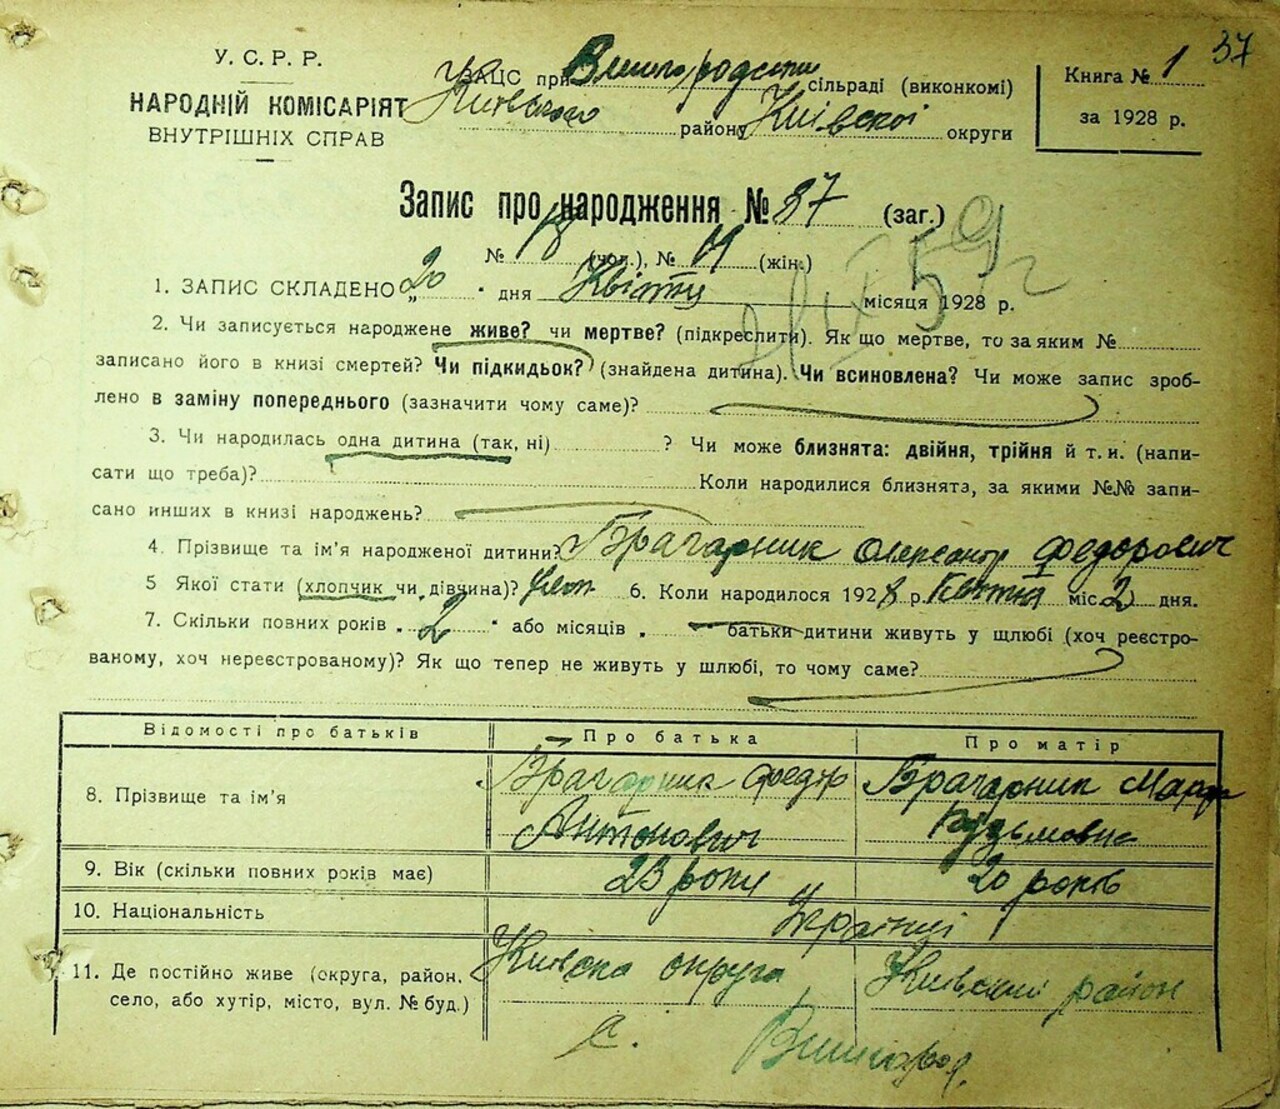 37
У. С. Р. Р.
НАРОДНІЙ КОМІСАРІЯТ
ВНУТРІШНІХ СПРАВ
ЗАЦС при Вишгородськ сільраді (виконкомі)
Київського району Київскої округи
Книга № 1
за 1928 р.
Запис про народження № 37 (заг.)
№ 18 (чол.), № 19 (жін.)
1. ЗАПИС СКЛАДЕНО „20" дня Квітня місяця 1928 р.
2. Чи записується народжене живе? чи мертве? (підкреслити). Як що мертве, то за яким №
записано його в книзі смертей? Чи підкидьок? (знайдена дитина). Чи всиновлена? Чи може запис зроб-
лено в заміну попереднього (зазначити чому саме)?
3. Чи народилась одна дитина (так, ні) ? Чи може близнята: двійня, трійня й т. и. (напи-
сати що треба)? Коли народилися близнята, за якими №№ запи-
сано инших в книзі народжень?
4. Прізвище та ім'я народженої дитини? Брагарник Олександр Федорович
5 Якої стати (хлопчик чи дівчина)? 6. Коли народилося 1928 р. Квітня міс. 2 дня.
7. Скільки повних років „2" або місяців „ " батьки дитини живуть у щлюбі (хоч реєстро-
ваному, хоч нереєстрованому)? Як що тепер не живуть у шлюбі, то чому саме?
Відомості про батьків Про батька Про матір
8. Прізвище та ім'я Брагарник Федір Брагарник Марфа
Антонович Кузьмовна
9. Вік (скільки повних років має) 23 роки 20 років
10. Національність Українці
11. Де постійно живе (округа, район, Київска округа, Київский район
село, або хутір, місто, вул. № буд.) с. Вишгород.